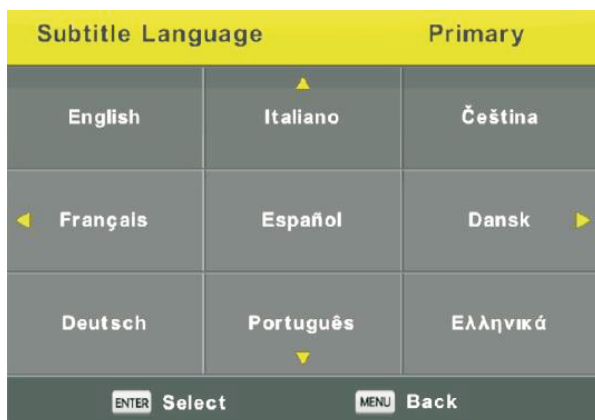 Subtitle Language Primary
English Italiano Čeština
Français Español Dansk
Deutsch Português Ελληνικά
ENTER Select MENU Back